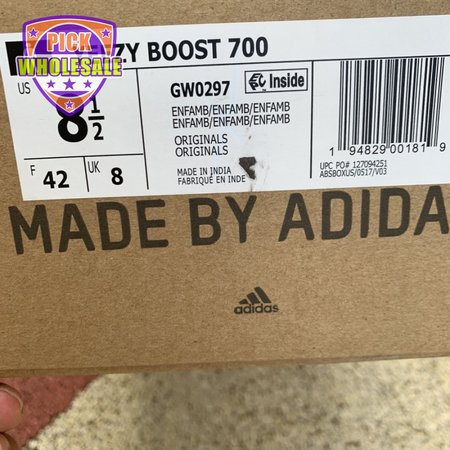 PICK
WHOLESALE
ZY BOOST 700
US
8 1/2
GW0297
Inside
ENFAMB/ENFAMB/ENFAMB
ENFAMB/ENFAMB/ENFAMB
ORIGINALS
ORIGINALS
MADE IN INDIA
FABRIQUÉ EN INDE
F
42
UK
8
1 94829 00181 9
UPC PO# 127094251
ABSBOXUS/0517/V03
MADE BY ADIDA
adidas